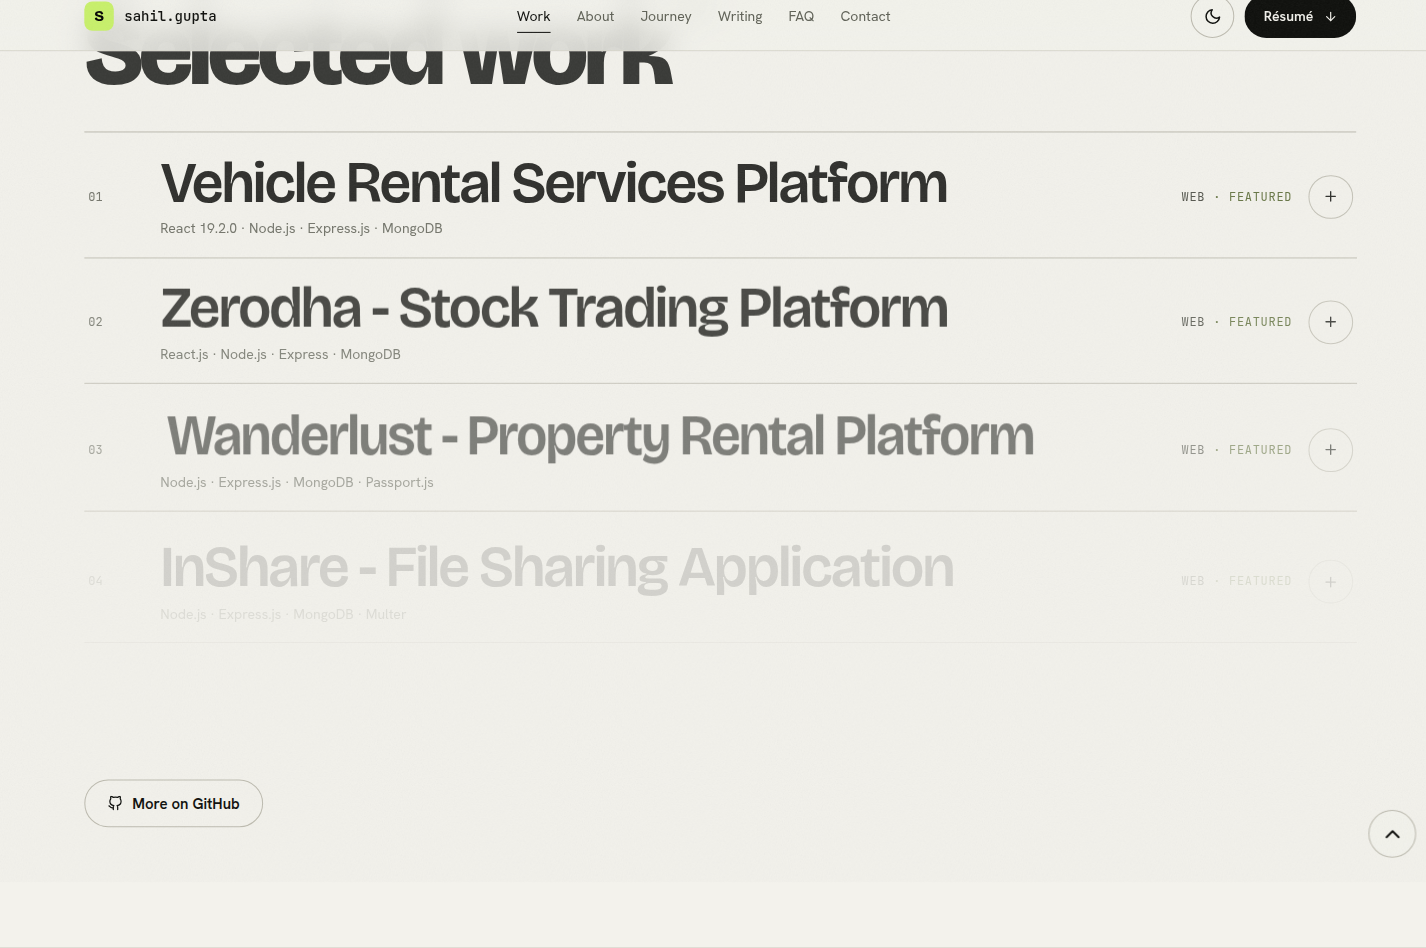 S sahil.gupta Work About Journey Writing FAQ Contact Résumé ↓
Selected work
01 Vehicle Rental Services Platform WEB · FEATURED +
React 19.2.0 · Node.js · Express.js · MongoDB
02 Zerodha - Stock Trading Platform WEB · FEATURED +
React.js · Node.js · Express · MongoDB
03 Wanderlust - Property Rental Platform WEB · FEATURED +
Node.js · Express.js · MongoDB · Passport.js
04 InShare - File Sharing Application WEB · FEATURED +
Node.js · Express.js · MongoDB · Multer
More on GitHub